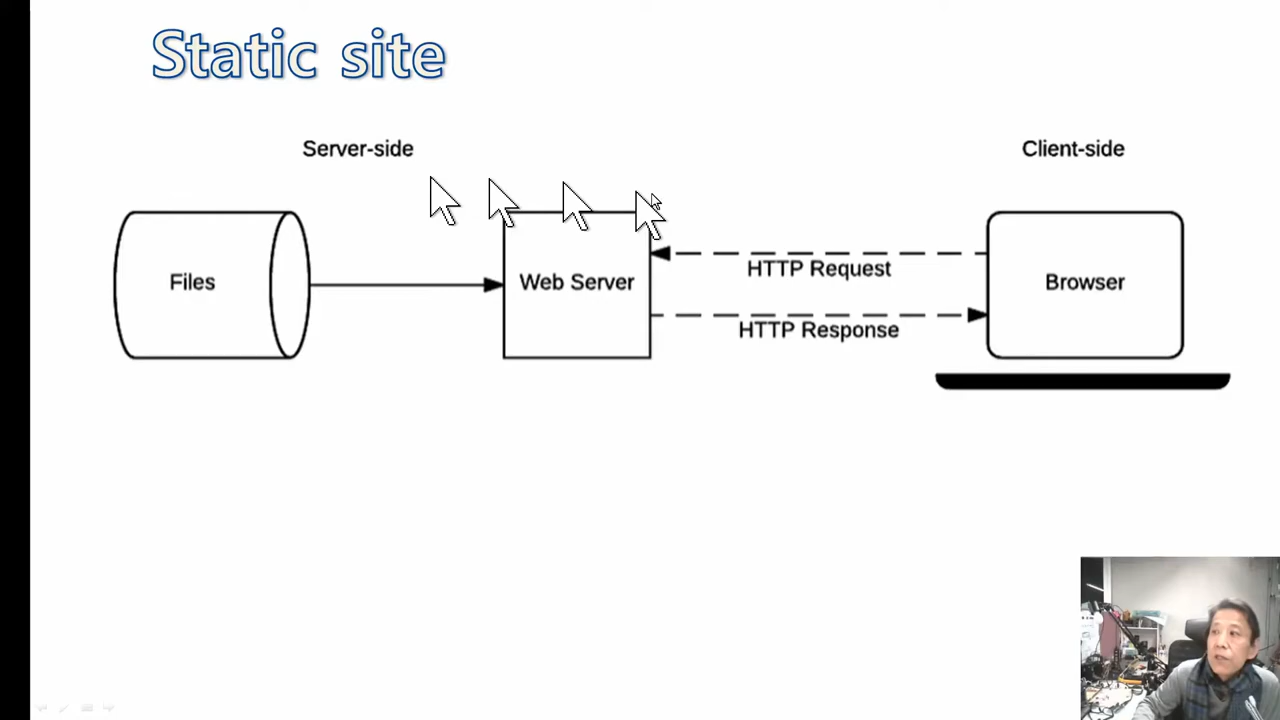 Static site
Server-side
Client-side
Files
Web Server
HTTP Request
HTTP Response
Browser